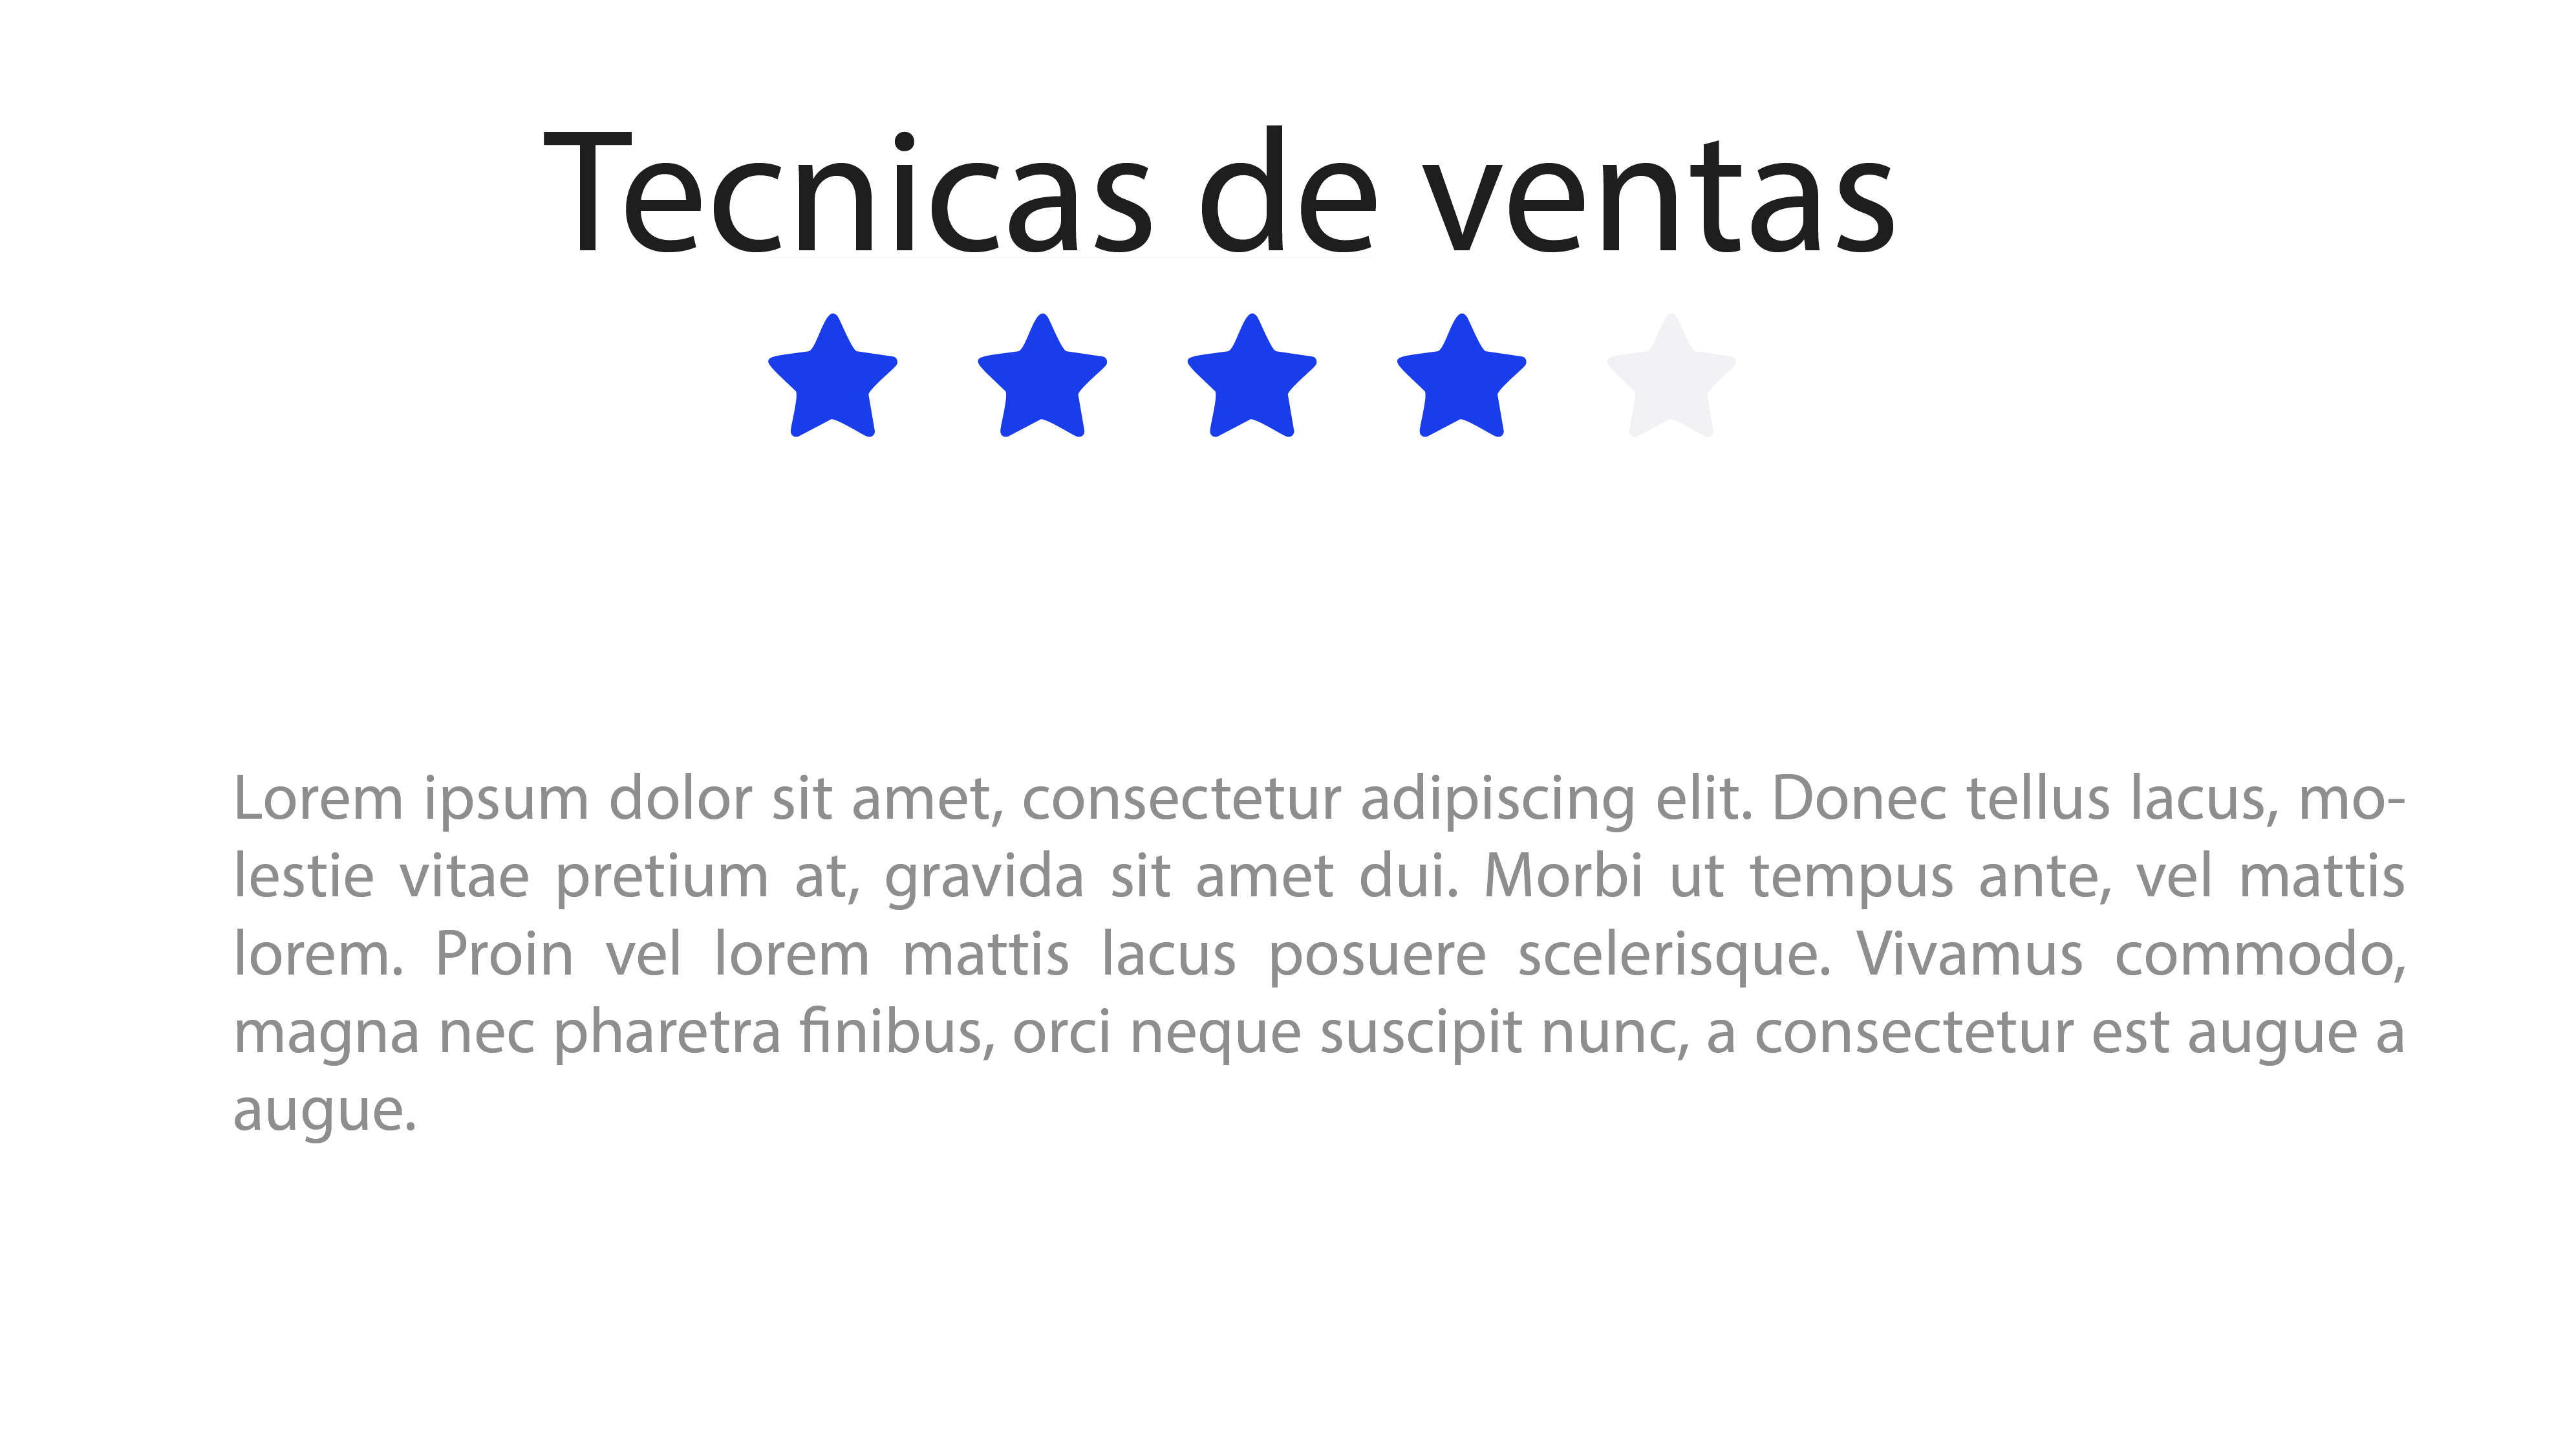 Tecnicas de ventas
Lorem ipsum dolor sit amet, consectetur adipiscing elit. Donec tellus lacus, mo-
lestie vitae pretium at, gravida sit amet dui. Morbi ut tempus ante, vel mattis
lorem. Proin vel lorem mattis lacus posuere scelerisque. Vivamus commodo,
magna nec pharetra finibus, orci neque suscipit nunc, a consectetur est augue a
augue.